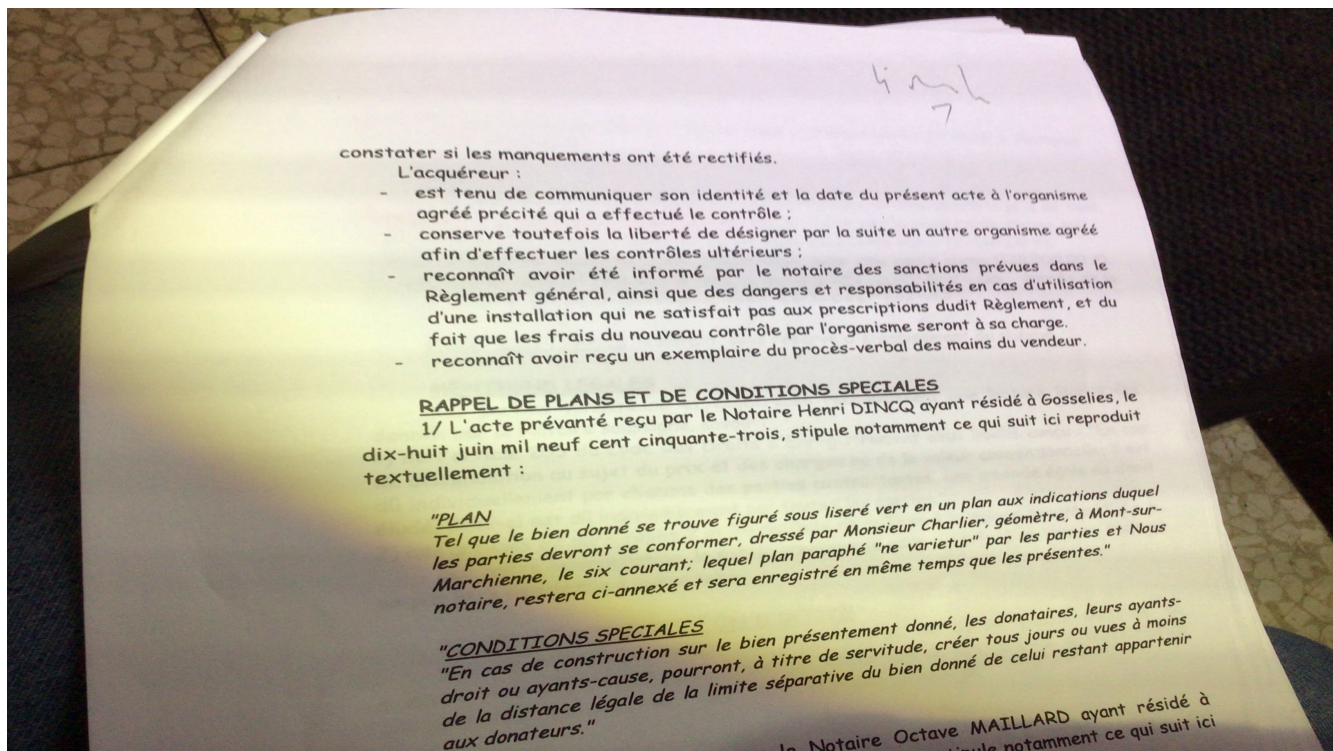 constater si les manquements ont été rectifiés.
L'acquéreur :
- est tenu de communiquer son identité et la date du présent acte à l'organisme
agréé précité qui a effectué le contrôle ;
- conserve toutefois la liberté de désigner par la suite un autre organisme agréé
afin d'effectuer les contrôles ultérieurs ;
- reconnaît avoir été informé par le notaire des sanctions prévues dans le
Règlement général, ainsi que des dangers et responsabilités en cas d'utilisation
d'une installation qui ne satisfait pas aux prescriptions dudit Règlement, et du
fait que les frais du nouveau contrôle par l'organisme seront à sa charge.
- reconnaît avoir reçu un exemplaire du procès-verbal des mains du vendeur.
RAPPEL DE PLANS ET DE CONDITIONS SPECIALES
1/ L'acte prévanté reçu par le Notaire Henri DINCQ ayant résidé à Gosselies, le
dix-huit juin mil neuf cent cinquante-trois, stipule notamment ce qui suit ici reproduit
textuellement :
"PLAN
Tel que le bien donné se trouve figuré sous liseré vert en un plan aux indications duquel
les parties devront se conformer, dressé par Monsieur Charlier, géomètre, à Mont-sur-
Marchienne, le six courant; lequel plan paraphé "ne varietur" par les parties et Nous
notaire, restera ci-annexé et sera enregistré en même temps que les présentes."
"CONDITIONS SPECIALES
"En cas de construction sur le bien présentement donné, les donataires, leurs ayants-
droit ou ayants-cause, pourront, à titre de servitude, créer tous jours ou vues à moins
de la distance légale de la limite séparative du bien donné de celui restant appartenir
aux donateurs."
Notaire Octave MAILLARD ayant résidé à
notamment ce qui suit ici